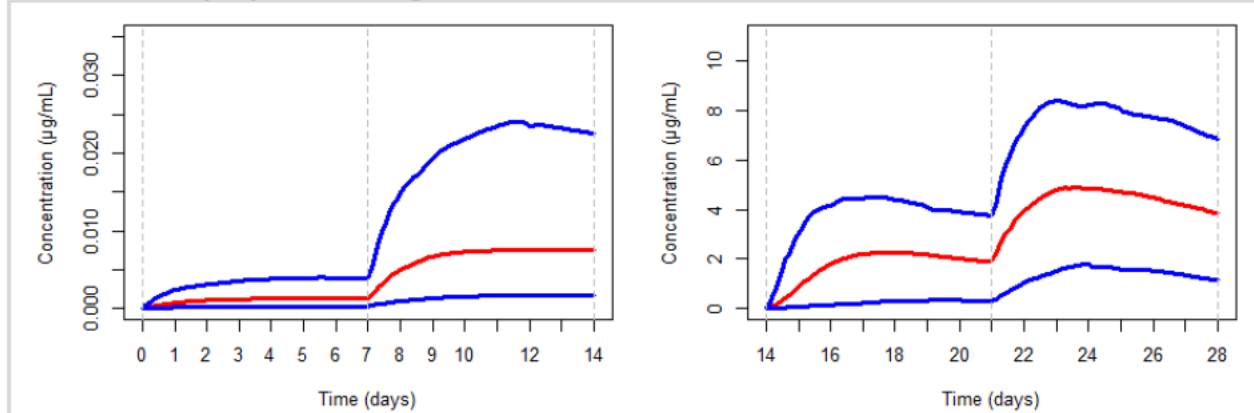 Concentration (µg/mL)
0.000
0.010
0.020
0.030
0 1 2 3 4 5 6 7 8 9 10 12 14
Time (days)
Concentration (µg/mL)
0 2 4 6 8 10
14 16 18 20 22 24 26 28
Time (days)